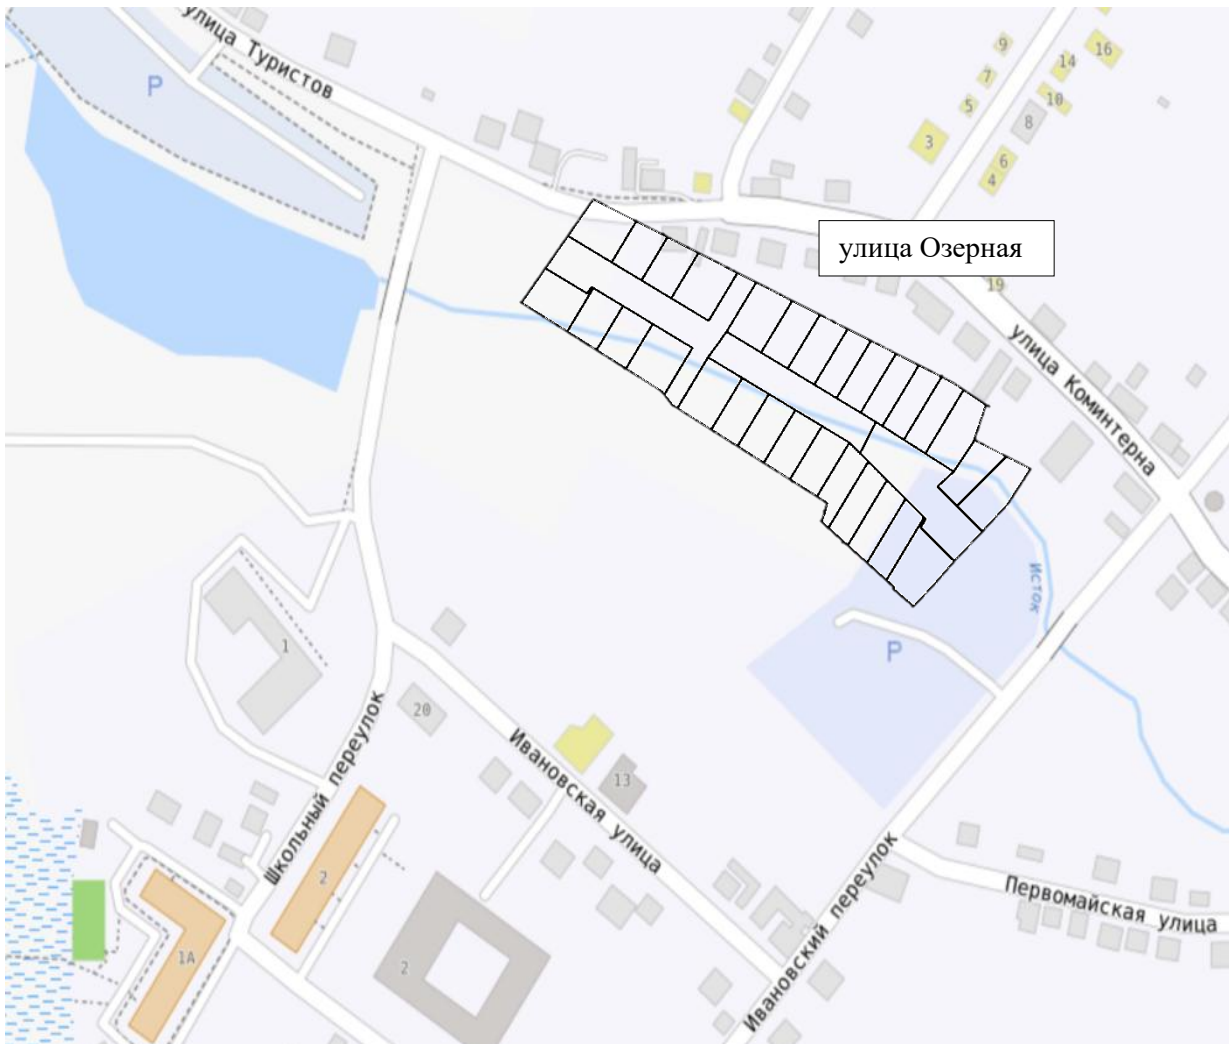 улица Туристов
P
9
16
14
7
10
5
8
3
6
4
улица Озерная
19
улица Коминтерна
Исток
P
1
20
Школьный переулок
Ивановская улица
13
2
1А
2
Ивановский переулок
Первомайская улица